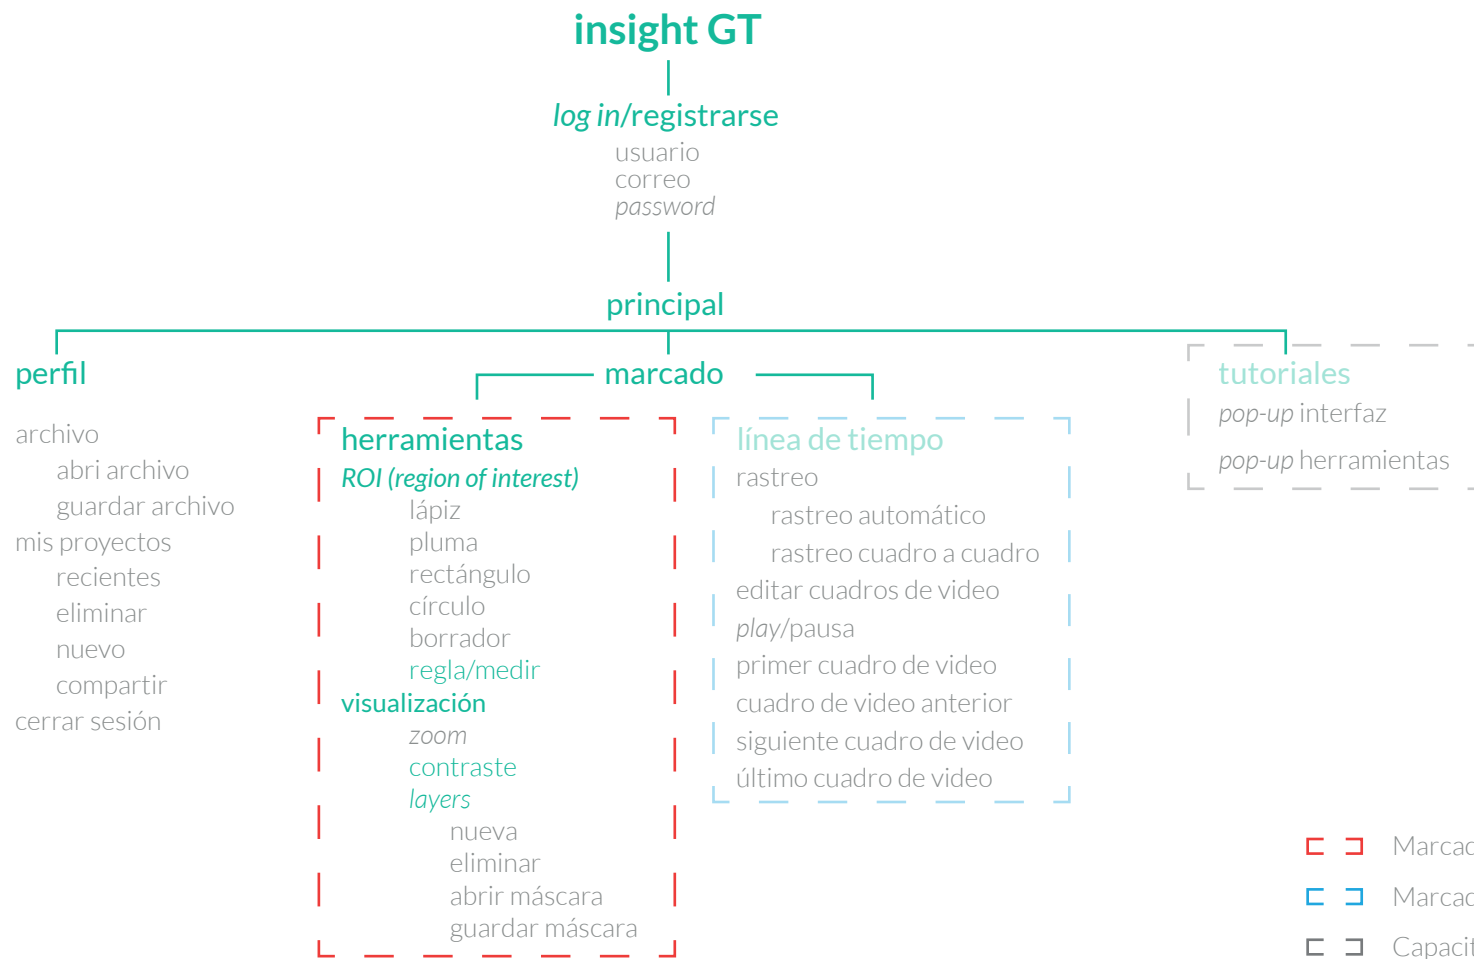 insight GT
log in/registrarse
usuario
correo
password
principal
perfil
archivo
abri archivo
guardar archivo
mis proyectos
recientes
eliminar
nuevo
compartir
cerrar sesión
marcado
herramientas
ROI (region of interest)
lápiz
pluma
rectángulo
círculo
borrador
regla/medir
visualización
zoom
contraste
layers
nueva
eliminar
abrir máscara
guardar máscara
línea de tiempo
rastreo
rastreo automático
rastreo cuadro a cuadro
editar cuadros de video
play/pausa
primer cuadro de video
cuadro de video anterior
siguiente cuadro de video
último cuadro de video
tutoriales
pop-up interfaz
pop-up herramientas